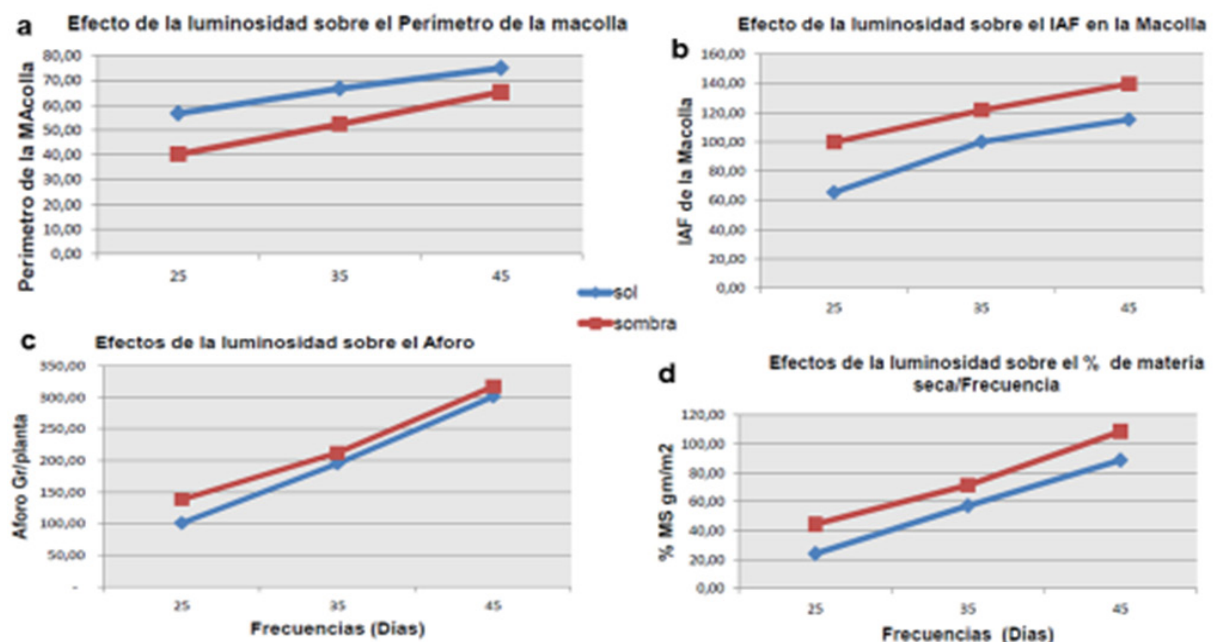 a
Efecto de la luminosidad sobre el Perímetro de la macolla
Perímetro de la MAcolla
80,00
70,00
60,00
50,00
40,00
30,00
20,00
10,00
0,00
25
35
45
b
Efecto de la luminosidad sobre el IAF en la Macolla
IAF de la Macolla
160,00
140,00
120,00
100,00
80,00
60,00
40,00
20,00
0,00
25
35
45
sol
sombra
c
Efectos de la luminosidad sobre el Aforo
Aforo Gr/planta
350,00
300,00
250,00
200,00
150,00
100,00
50,00
-
25
35
45
Frecuencias (Días)
d
Efectos de la luminosidad sobre el % de materia
seca/Frecuencia
% MS gm/m2
120,00
100,00
80,00
60,00
40,00
20,00
0,00
25
35
45
Frecuencias (Días)